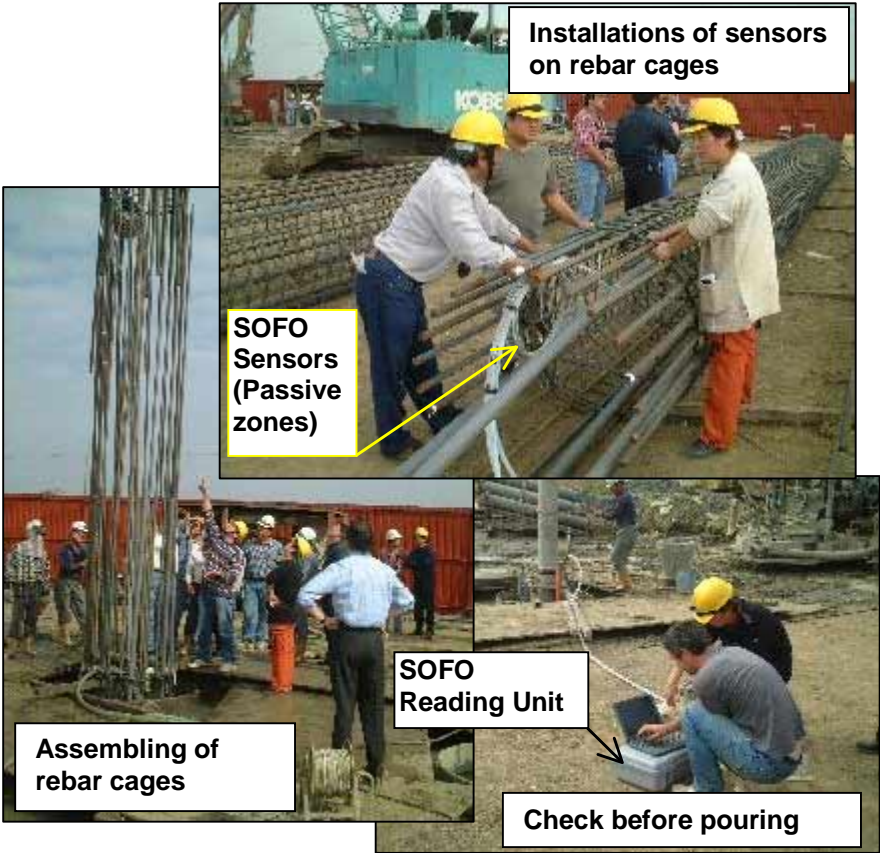 Installations of sensors
on rebar cages
KOBE
SOFO
Sensors
(Passive
zones)
SOFO
Reading Unit
Assembling of
rebar cages
Check before pouring